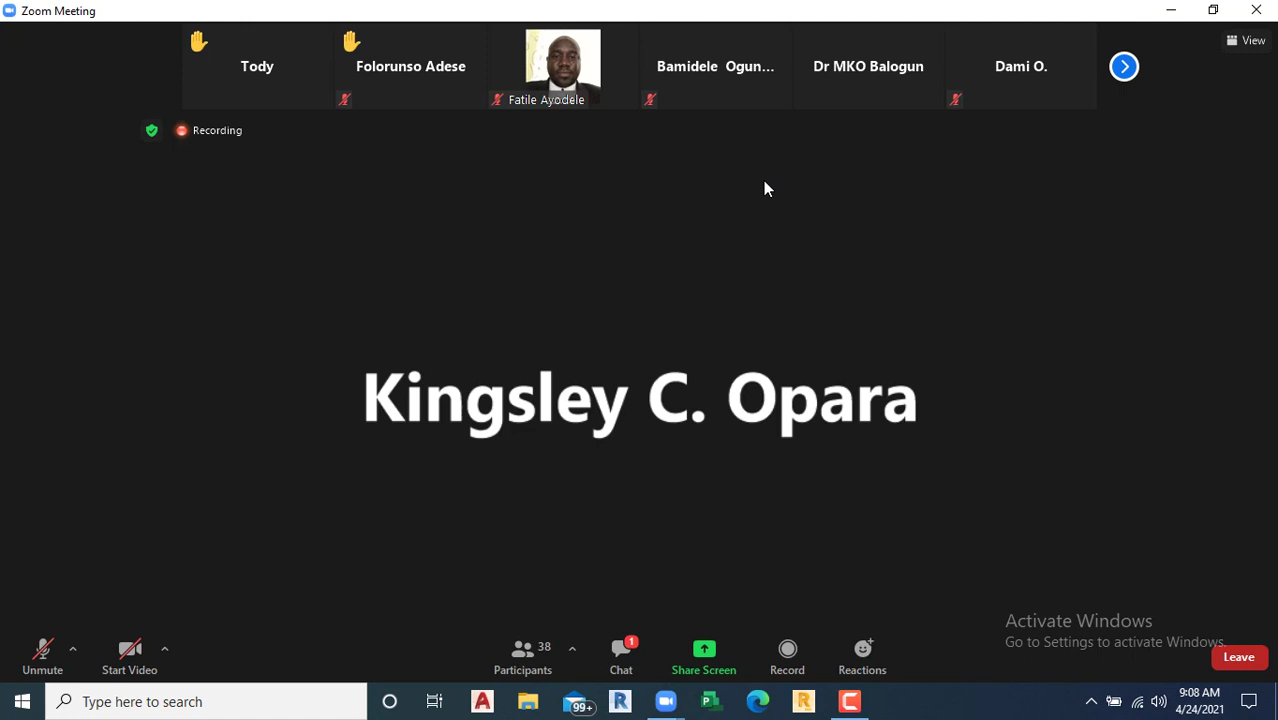 Zoom Meeting
View
Tody
Folorunso Adese
Fatile Ayodele
Bamidele Ogun...
Dr MKO Balogun
Dami O.
Recording
Kingsley C. Opara
Activate Windows
Go to Settings to activate Windows.
Unmute
Start Video
38
Participants
1
Chat
Share Screen
Record
Reactions
Leave
Type here to search
A
99+
R
P
R
C
9:08 AM
4/24/2021